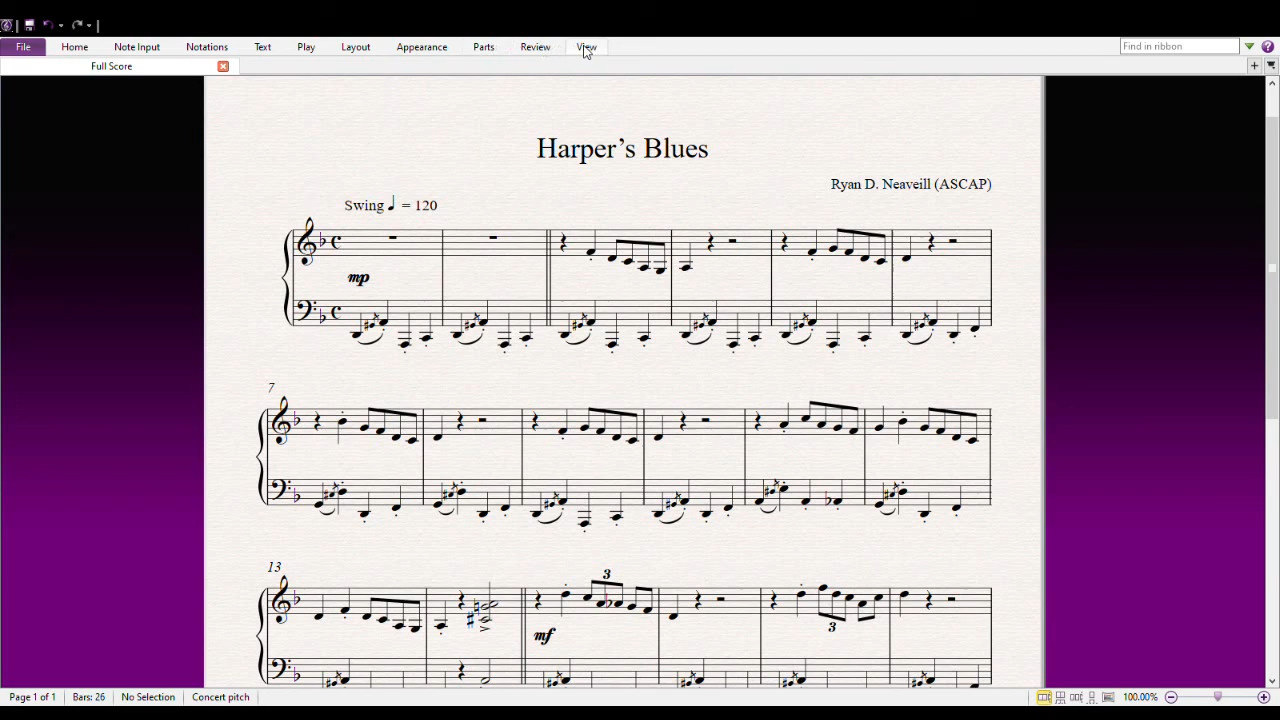 File Home Note Input Notations Text Play Layout Appearance Parts Review View Find in ribbon
Full Score
Harper's Blues
Ryan D. Neaveill (ASCAP)
Swing ♩ = 120
mp
7
13
3
mf
3
Page 1 of 1 Bars: 26 No Selection Concert pitch 100.00%